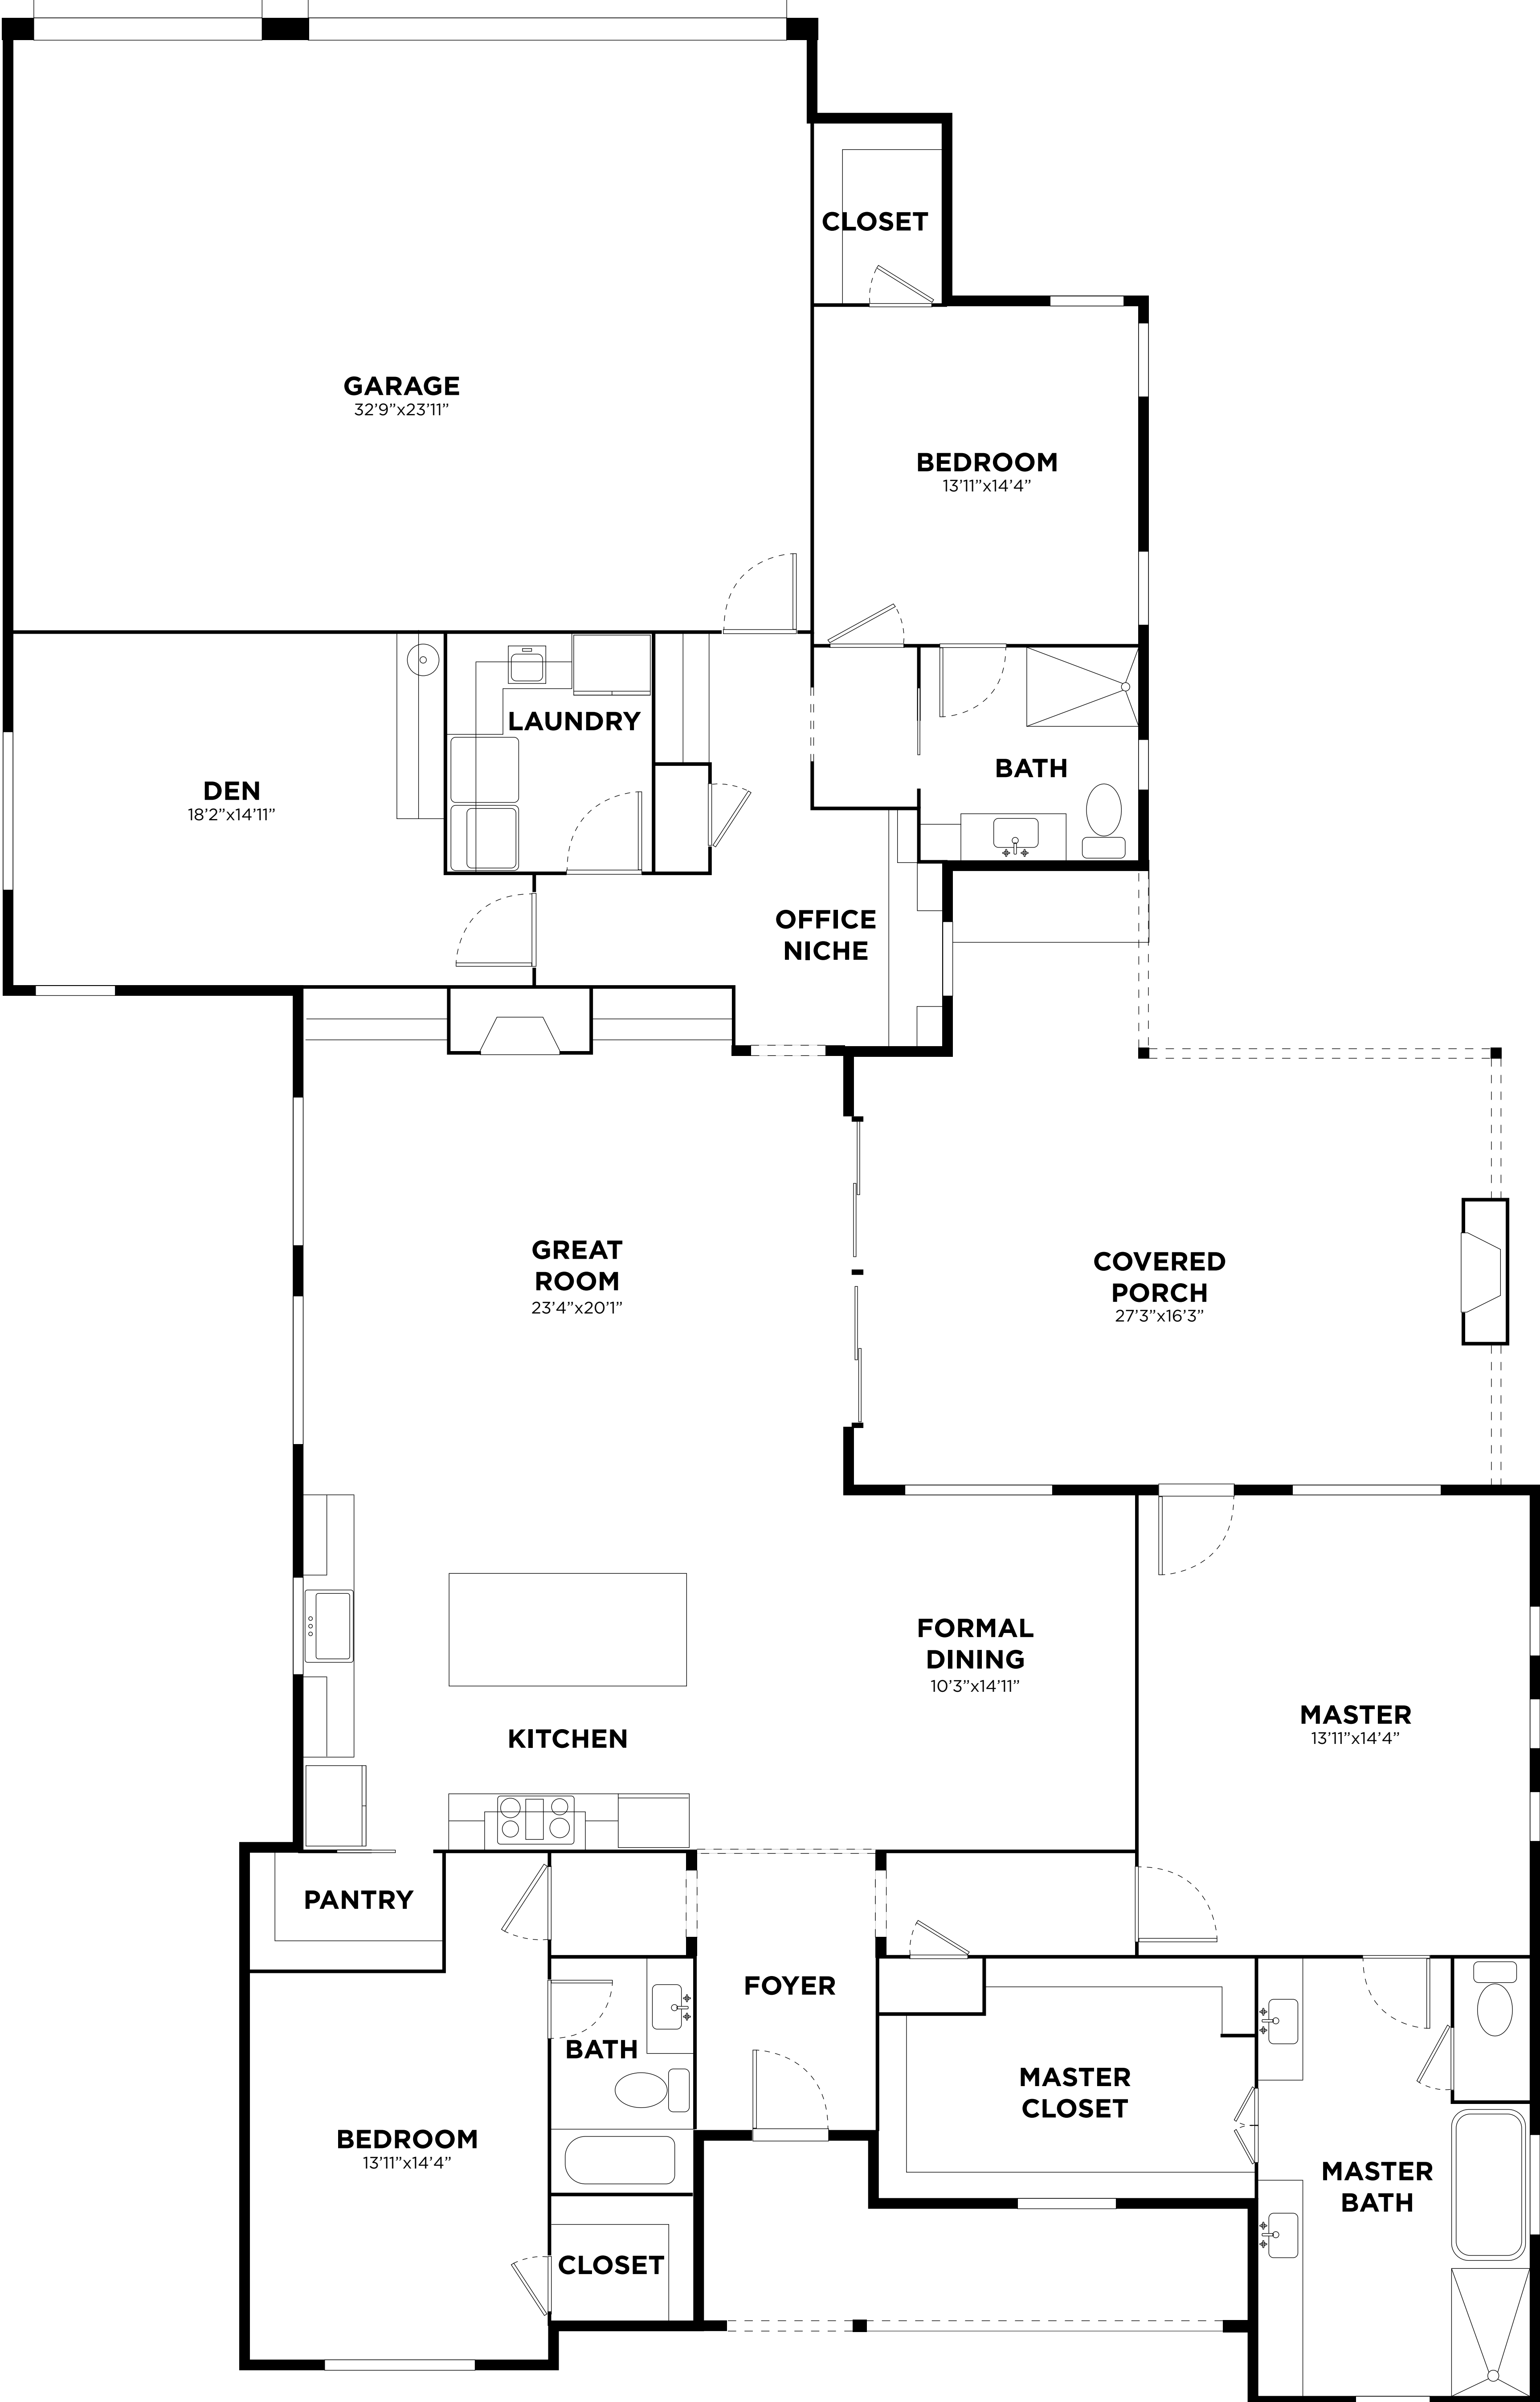 CLOSET
GARAGE
32’9”x23’11”
BEDROOM
13’11”x14’4”
LAUNDRY
BATH
DEN
18’2”x14’11”
OFFICE
NICHE
GREAT
ROOM
23’4”x20’1”
COVERED
PORCH
27’3”x16’3”
FORMAL
DINING
10’3”x14’11”
MASTER
13’11”x14’4”
KITCHEN
PANTRY
FOYER
BATH
MASTER
CLOSET
BEDROOM
13’11”x14’4”
MASTER
BATH
CLOSET